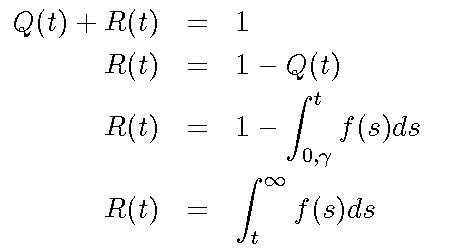 Q(t) + R(t) = 1
R(t) = 1 − Q(t)
R(t) = 1 − ∫_{0,γ}^{t} f(s)ds
R(t) = ∫_{t}^{∞} f(s)ds